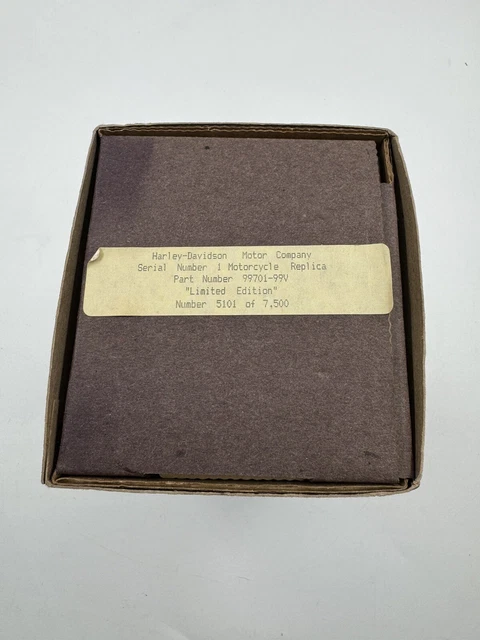 Harley-Davidson Motor Company
Serial Number 1 Motorcycle Replica
Part Number 99701-99V
"Limited Edition"
Number 5101 of 7,500